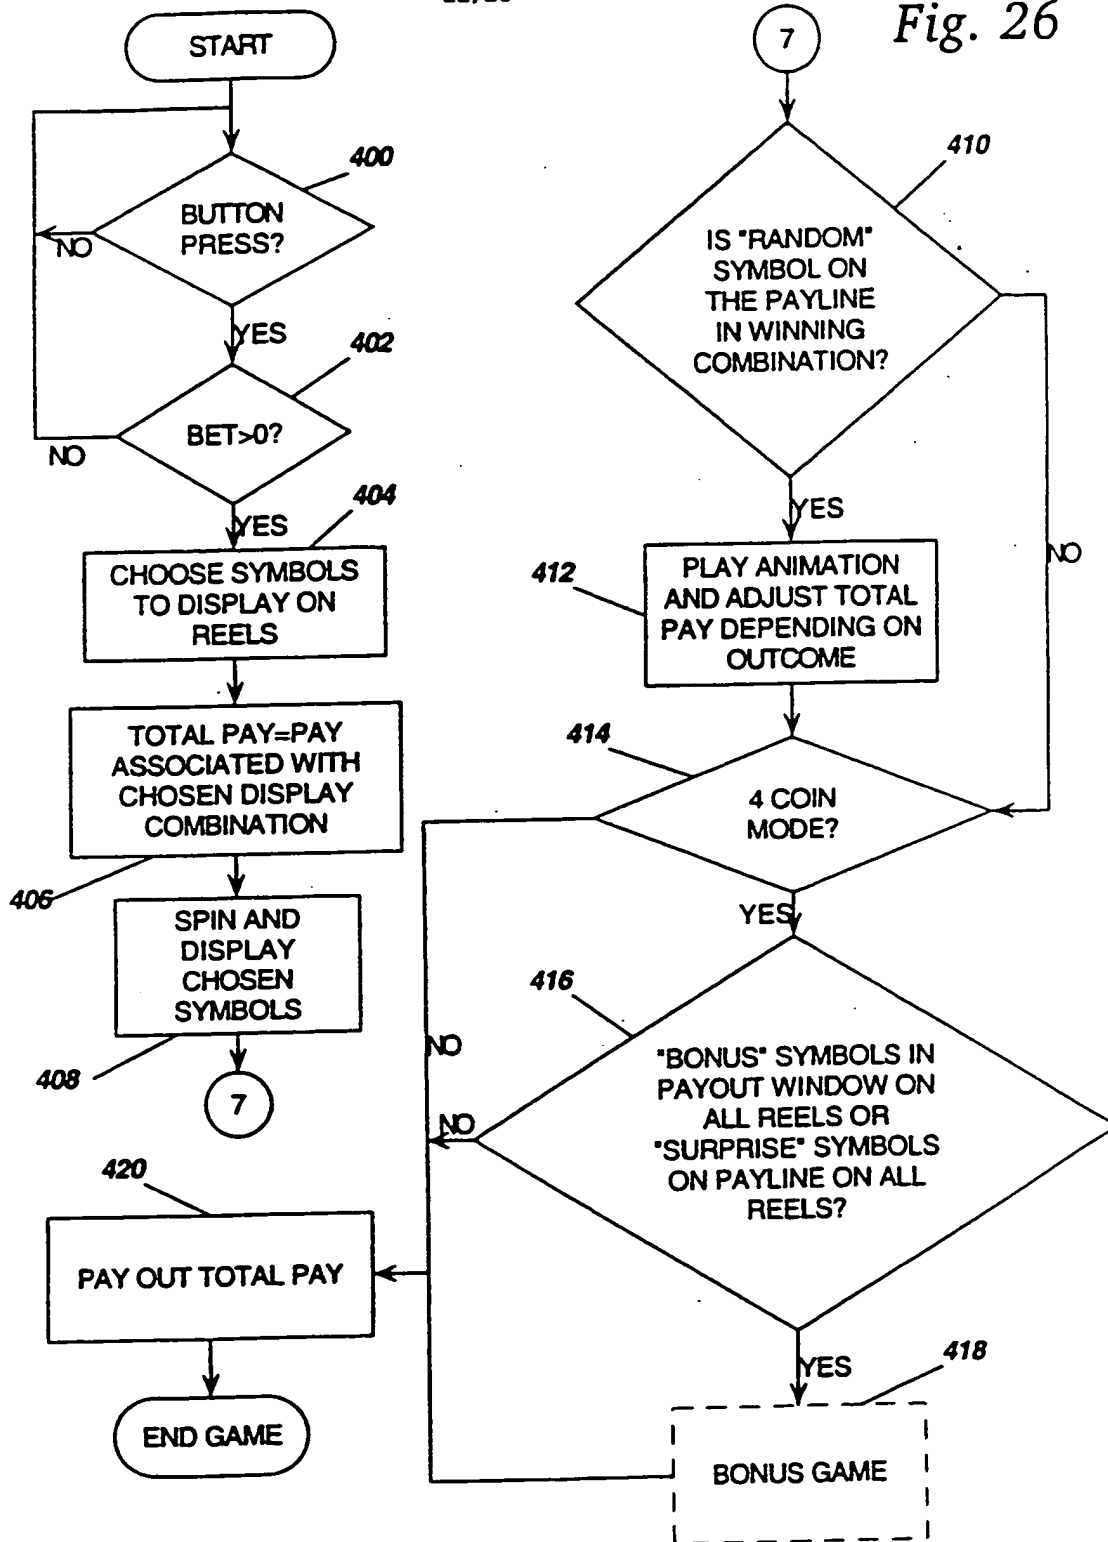 Fig. 26
START
400
BUTTON
PRESS?
NO
YES
402
BET>0?
NO
YES
404
CHOOSE SYMBOLS
TO DISPLAY ON
REELS
TOTAL PAY=PAY
ASSOCIATED WITH
CHOSEN DISPLAY
COMBINATION
406
SPIN AND
DISPLAY
CHOSEN
SYMBOLS
408
7
420
PAY OUT TOTAL PAY
END GAME
7
410
IS "RANDOM"
SYMBOL ON
THE PAYLINE
IN WINNING
COMBINATION?
NO
YES
412
PLAY ANIMATION
AND ADJUST TOTAL
PAY DEPENDING ON
OUTCOME
414
4 COIN
MODE?
NO
YES
416
"BONUS" SYMBOLS IN
PAYOUT WINDOW ON
ALL REELS OR
"SURPRISE" SYMBOLS
ON PAYLINE ON ALL
REELS?
NO
YES
418
BONUS GAME